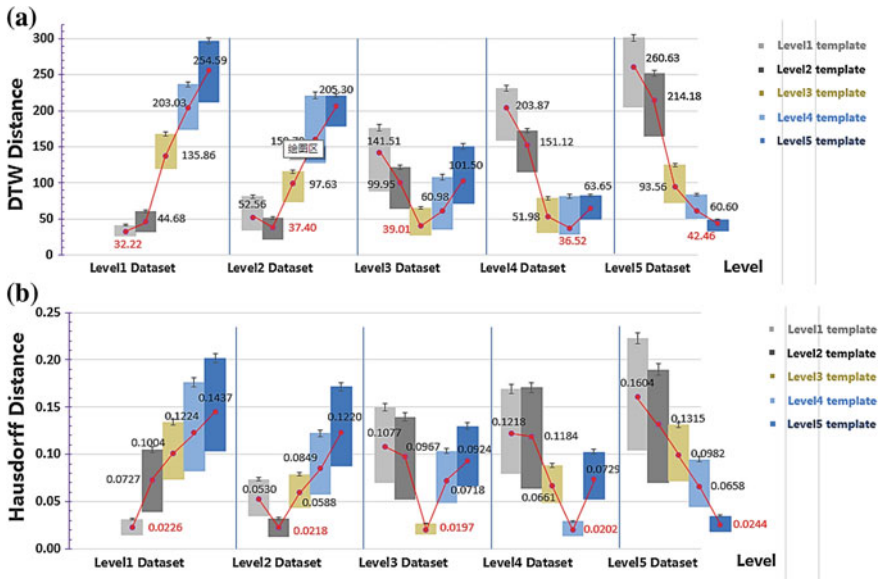 (a)
DTW Distance
300
250
200
150
100
50
0
32.22
44.68
135.86
203.03
254.59
52.56
37.40
97.63
绘图区
205.30
141.51
99.95
39.01
60.98
101.50
203.87
151.12
51.98
36.52
63.65
260.63
214.18
93.56
60.60
42.46
Level1 Dataset
Level2 Dataset
Level3 Dataset
Level4 Dataset
Level5 Dataset
Level
Level1 template
Level2 template
Level3 template
Level4 template
Level5 template
(b)
Hausdorff Distance
0.25
0.20
0.15
0.10
0.05
0.00
0.0226
0.0727
0.1004
0.1224
0.1437
0.0530
0.0218
0.0588
0.0849
0.1220
0.1077
0.0967
0.0197
0.0718
0.0924
0.1218
0.1184
0.0661
0.0202
0.0729
0.1604
0.1315
0.0982
0.0658
0.0244
Level1 Dataset
Level2 Dataset
Level3 Dataset
Level4 Dataset
Level5 Dataset
Level
Level1 template
Level2 template
Level3 template
Level4 template
Level5 template